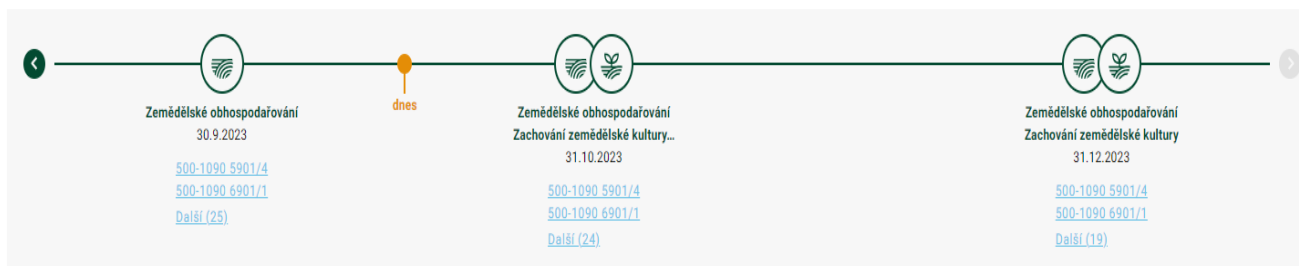 Zemědělské obhospodařování
30.9.2023
500-1090 5901/4
500-1090 6901/1
Další (25)
dnes
Zemědělské obhospodařování
Zachování zemědělské kultury...
31.10.2023
500-1090 5901/4
500-1090 6901/1
Další (24)
Zemědělské obhospodařování
Zachování zemědělské kultury
31.12.2023
500-1090 5901/4
500-1090 6901/1
Další (19)